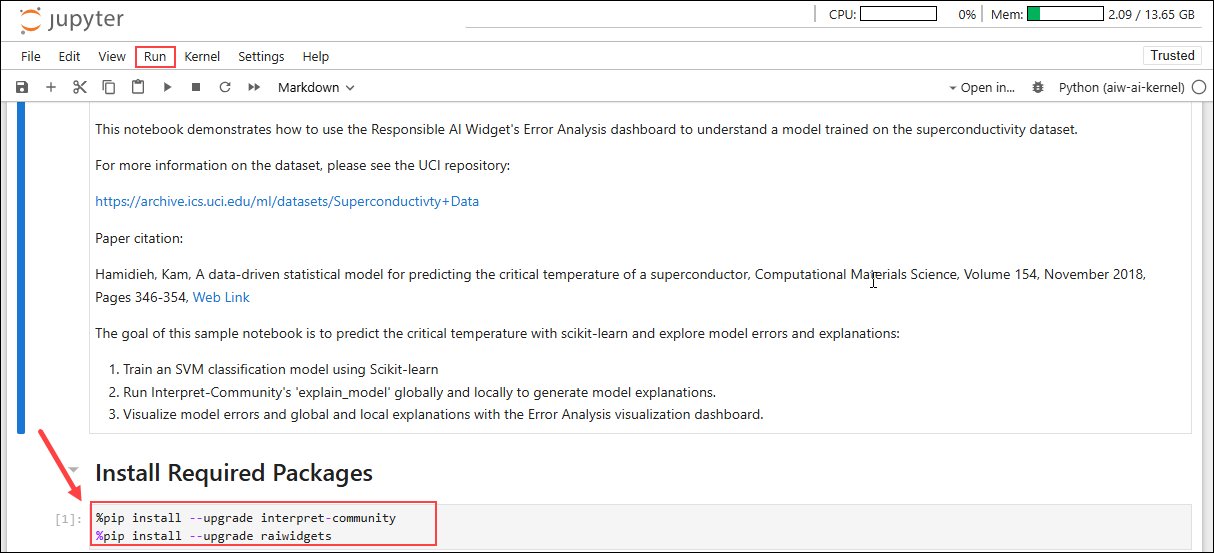 jupyter
CPU: 0% Mem: 2.09 / 13.65 GB
File Edit View Run Kernel Settings Help Trusted
Markdown Open in... Python (aiw-ai-kernel)
This notebook demonstrates how to use the Responsible AI Widget's Error Analysis dashboard to understand a model trained on the superconductivity dataset.
For more information on the dataset, please see the UCI repository:
https://archive.ics.uci.edu/ml/datasets/Superconductivty+Data
Paper citation:
Hamidieh, Kam, A data-driven statistical model for predicting the critical temperature of a superconductor, Computational Materials Science, Volume 154, November 2018,
Pages 346-354, Web Link
The goal of this sample notebook is to predict the critical temperature with scikit-learn and explore model errors and explanations:
1. Train an SVM classification model using Scikit-learn
2. Run Interpret-Community's 'explain_model' globally and locally to generate model explanations.
3. Visualize model errors and global and local explanations with the Error Analysis visualization dashboard.
Install Required Packages
[1]: %pip install --upgrade interpret-community
%pip install --upgrade raiwidgets